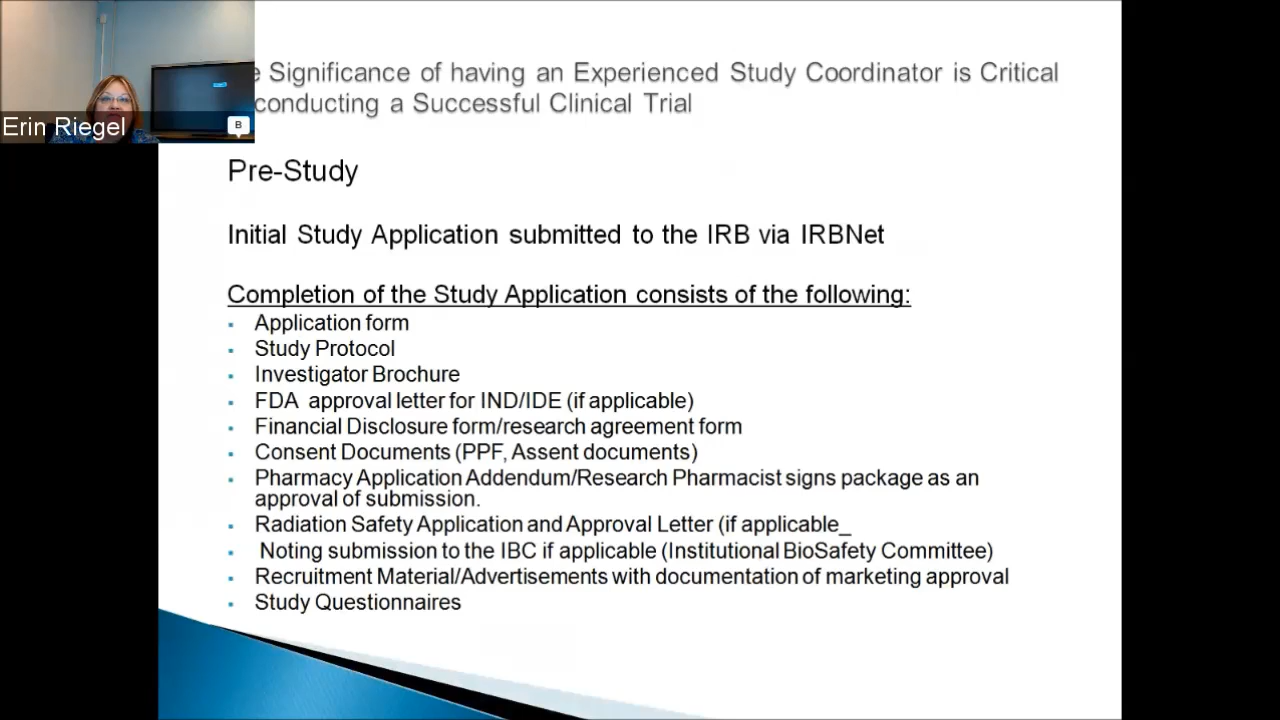 Erin Riegel
B
e Significance of having an Experienced Study Coordinator is Critical
conducting a Successful Clinical Trial
Pre-Study
Initial Study Application submitted to the IRB via IRBNet
Completion of the Study Application consists of the following:
▪ Application form
▪ Study Protocol
▪ Investigator Brochure
▪ FDA approval letter for IND/IDE (if applicable)
▪ Financial Disclosure form/research agreement form
▪ Consent Documents (PPF, Assent documents)
▪ Pharmacy Application Addendum/Research Pharmacist signs package as an
approval of submission.
▪ Radiation Safety Application and Approval Letter (if applicable_
▪ Noting submission to the IBC if applicable (Institutional BioSafety Committee)
▪ Recruitment Material/Advertisements with documentation of marketing approval
▪ Study Questionnaires